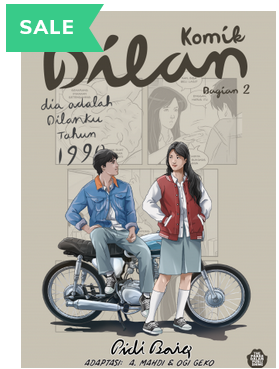 SALE
Komik
Dilan
Bagian 2
dia adalah
Dilanku
Tahun
1990
Pidi Baiq
ADAPTASI: A. MAHDI & OGI GEKO